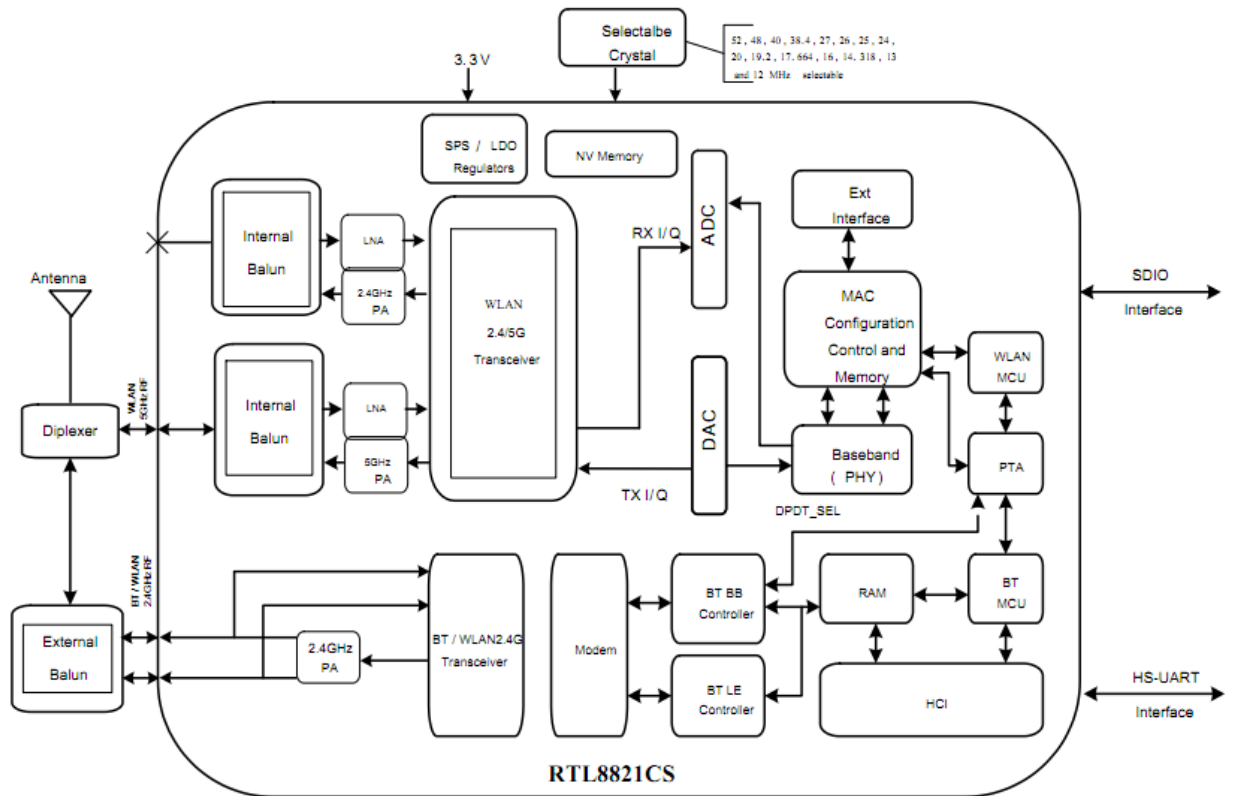 Selectalbe
Crystal
52, 48, 40, 38.4, 27, 26, 25, 24,
20, 19.2, 17.664, 16, 14.318, 13
and 12 MHz selectable
3.3V
SPS / LDO
Regulators
NV Memory
Internal
Balun
LNA
2.4GHz
PA
WLAN
2.4/5G
Transceiver
RX I/Q
ADC
Ext
Interface
Antenna
MAC
Configuration
Control and
Memory
SDIO
Interface
WLAN
MCU
Diplexer
WLAN
5GHz RF
Internal
Balun
LNA
5GHz
PA
DAC
TX I/Q
Baseband
( PHY)
PTA
DPDT_SEL
BT / WLAN
2.4GHz RF
External
Balun
2.4GHz
PA
BT / WLAN2.4G
Transceiver
Modem
BT BB
Controller
BT LE
Controller
RAM
BT
MCU
HCI
HS-UART
Interface
RTL8821CS